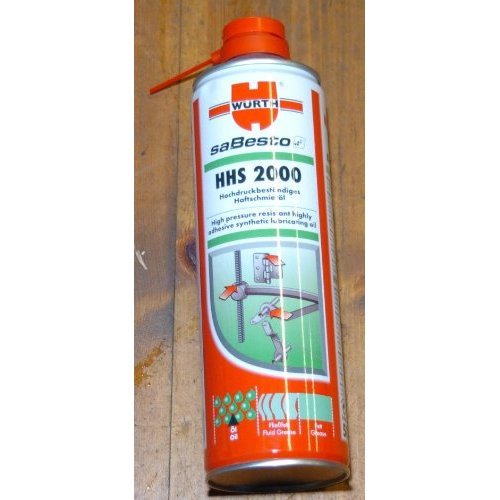 WÜRTH
saBesto
HHS 2000
Hochdruckbeständiges
Haftschmieröl
High pressure resistant highly
adhesive synthetic lubricating oil
Öl
Oil
Fließfett
Fluid Grease
Fett
Grease